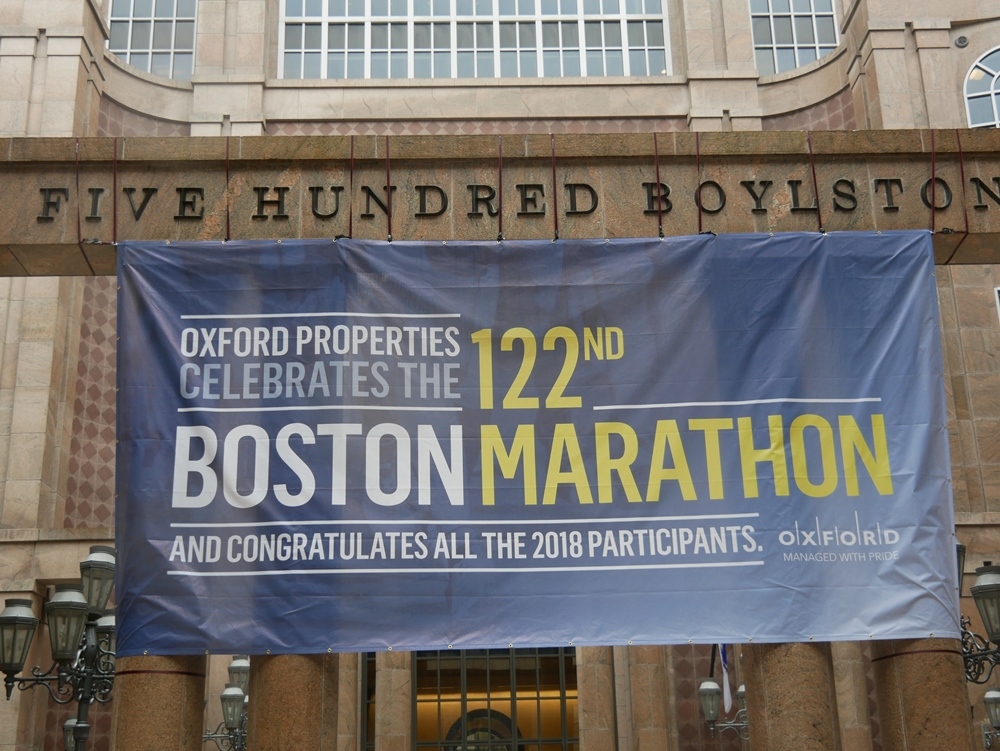 FIVE HUNDRED BOYLSTON
OXFORD PROPERTIES
CELEBRATES THE 122ND
BOSTON MARATHON
AND CONGRATULATES ALL THE 2018 PARTICIPANTS.
OXFORD
MANAGED WITH PRIDE